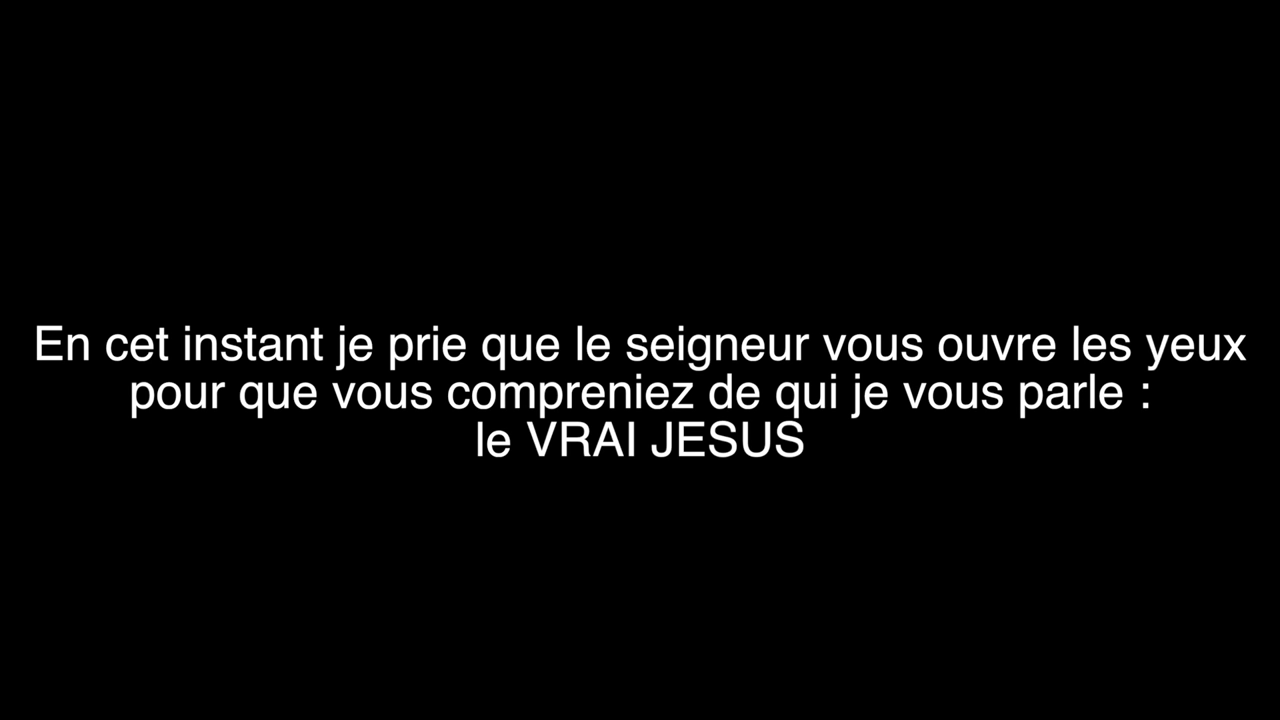 En cet instant je prie que le seigneur vous ouvre les yeux
pour que vous compreniez de qui je vous parle :
le VRAI JESUS